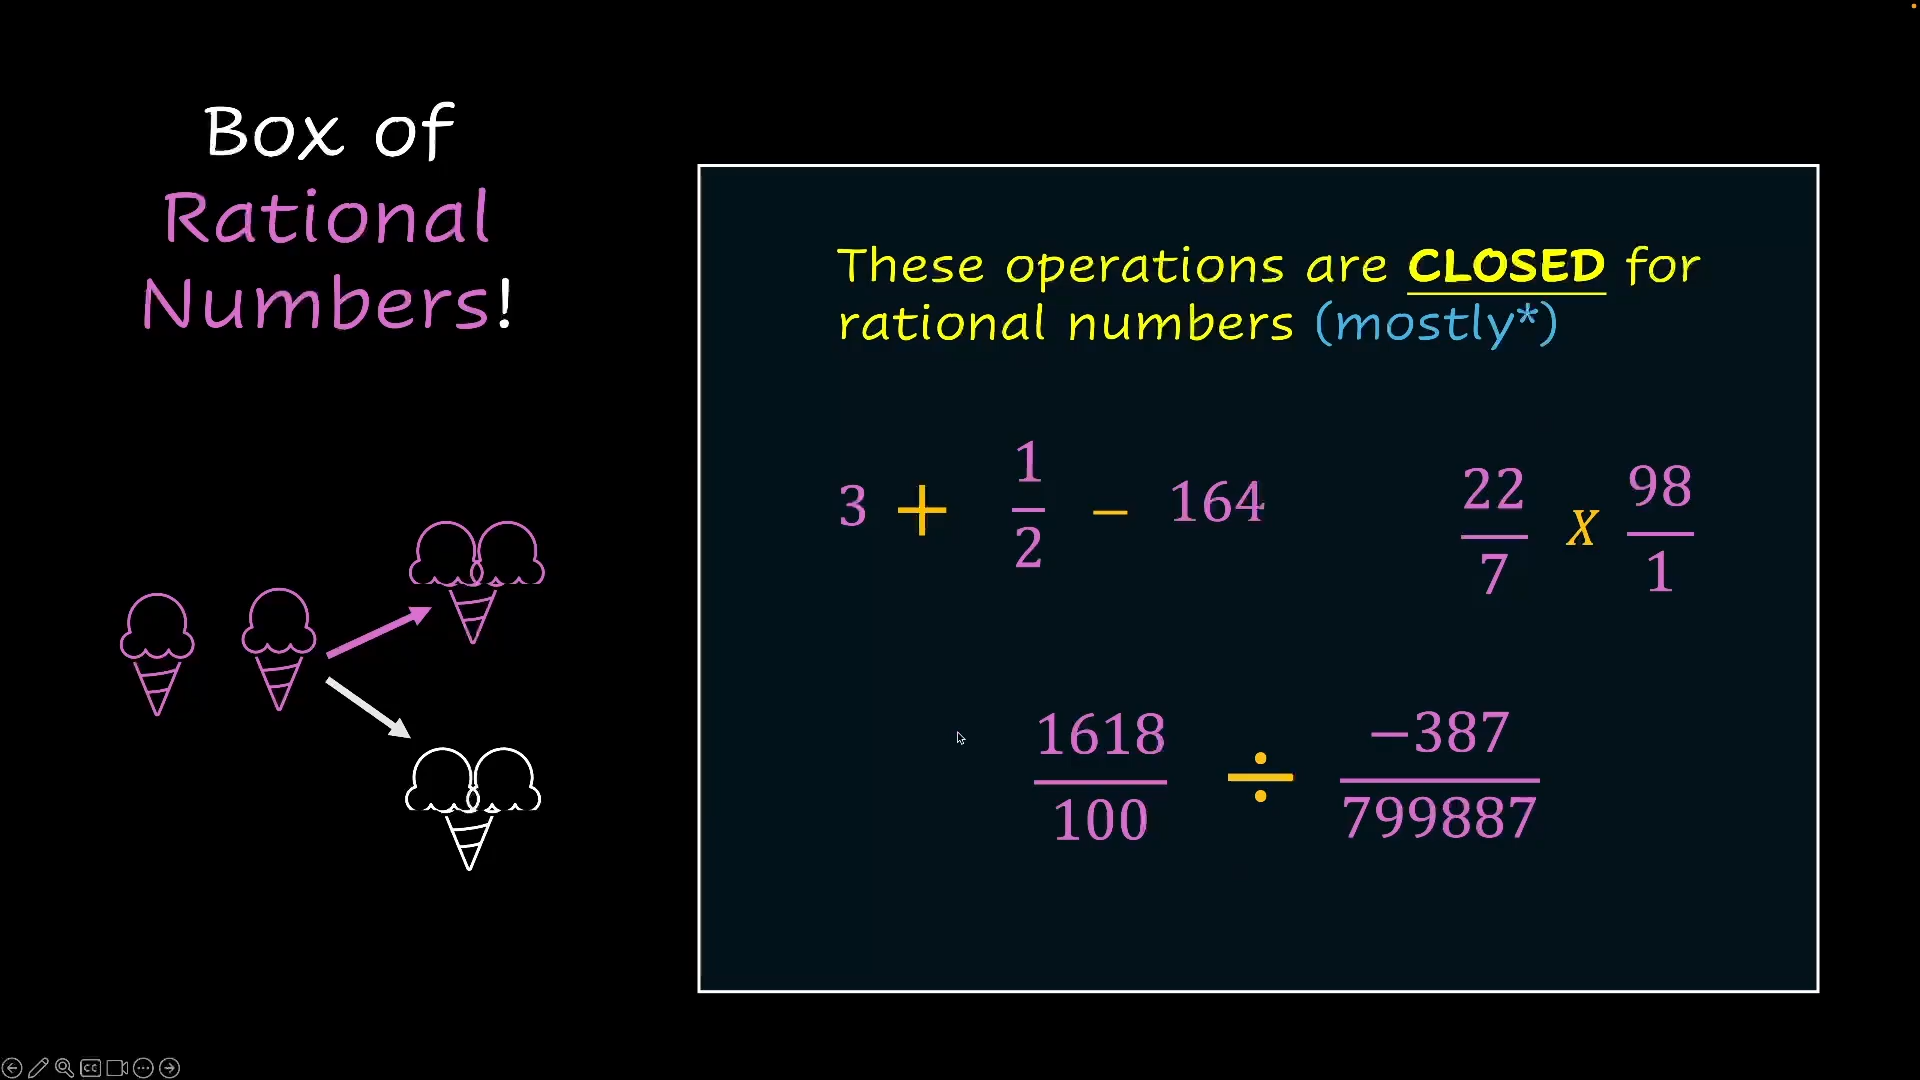 Box of
Rational
Numbers!
These operations are CLOSED for
rational numbers (mostly*)
3 + 1/2 − 164
22/7 x 98/1
1618/100 ÷ −387/799887
CC